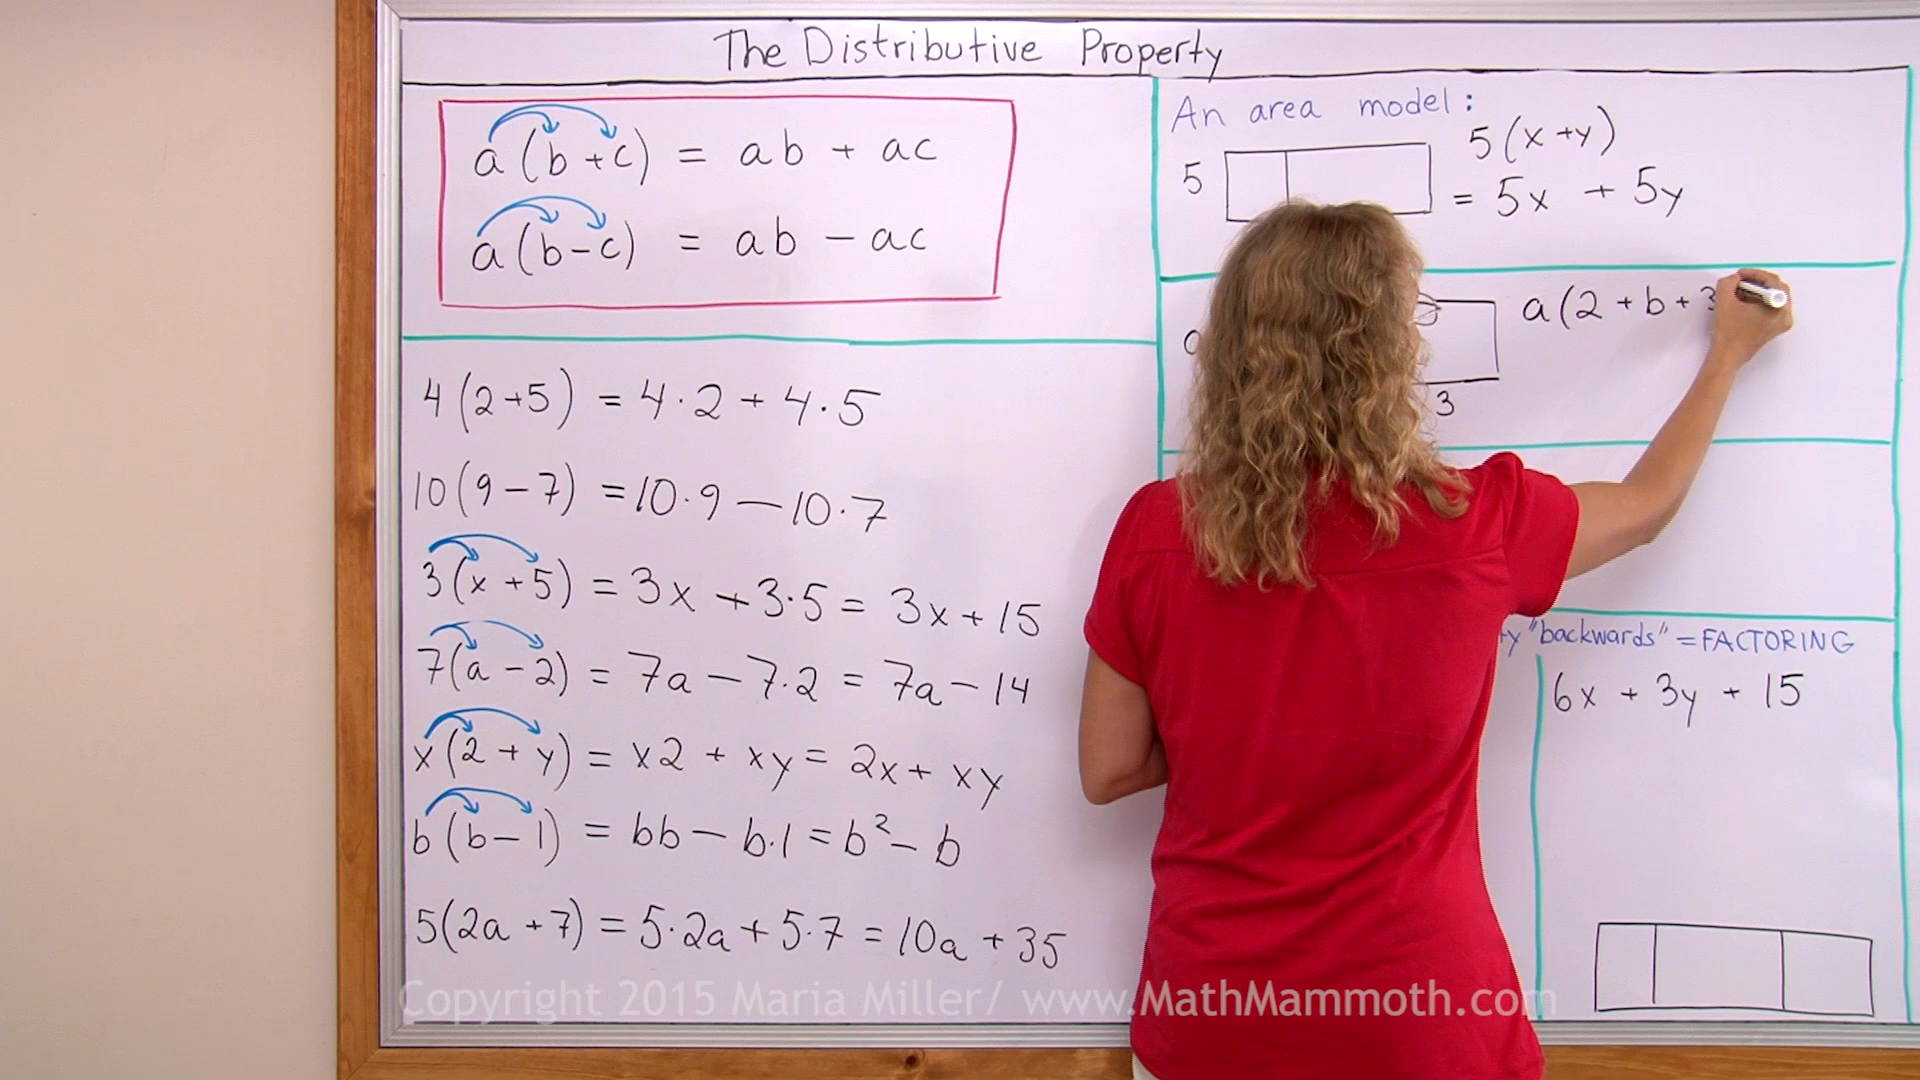 The Distributive Property
a(b+c) = ab + ac
a(b-c) = ab - ac
4(2+5) = 4·2 + 4·5
10(9-7) = 10·9 - 10·7
3(x+5) = 3x + 3·5 = 3x + 15
7(a-2) = 7a - 7·2 = 7a - 14
x(2+y) = x2 + xy = 2x + xy
b(b-1) = bb - b·1 = b² - b
5(2a+7) = 5·2a + 5·7 = 10a + 35
An area model:
5
5(x+y)
= 5x + 5y
a(2+b+3
3
"backwards" = FACTORING
6x + 3y + 15
Copyright 2015 Maria Miller/ www.MathMammoth.com